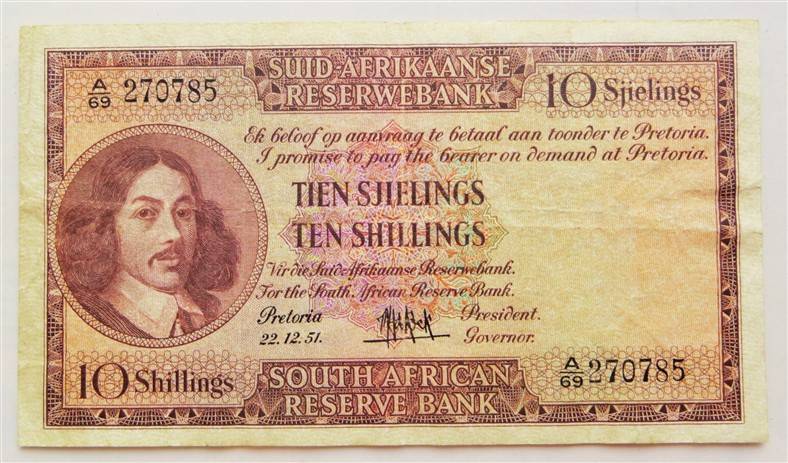 SUID-AFRIKAANSE
RESERWEBANK
A/69 270785
10 Sjielings
Ek beloof op aanvraag te betaal aan toonder te Pretoria.
I promise to pay the bearer on demand at Pretoria.
TIEN SJIELINGS
TEN SHILLINGS
Vir die Suid-Afrikaanse Reserwebank.
For the South African Reserve Bank.
Pretoria
President.
22.12.51.
Governor.
10 Shillings
SOUTH AFRICAN
RESERVE BANK
A/69 270785